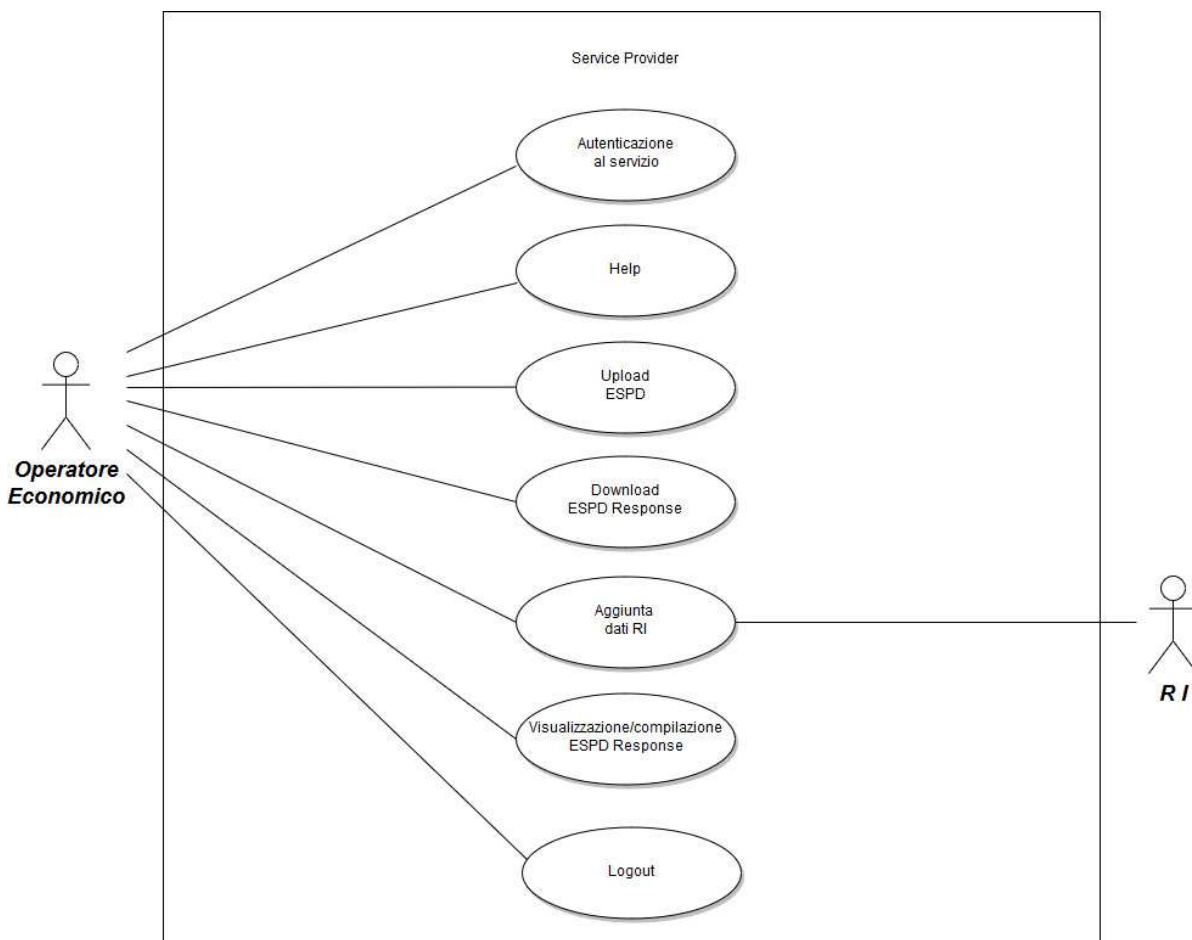 Service Provider
Autenticazione
al servizio
Help
Upload
ESPD
Operatore
Economico
Download
ESPD Response
Aggiunta
dati RI
R I
Visualizzazione/compilazione
ESPD Response
Logout